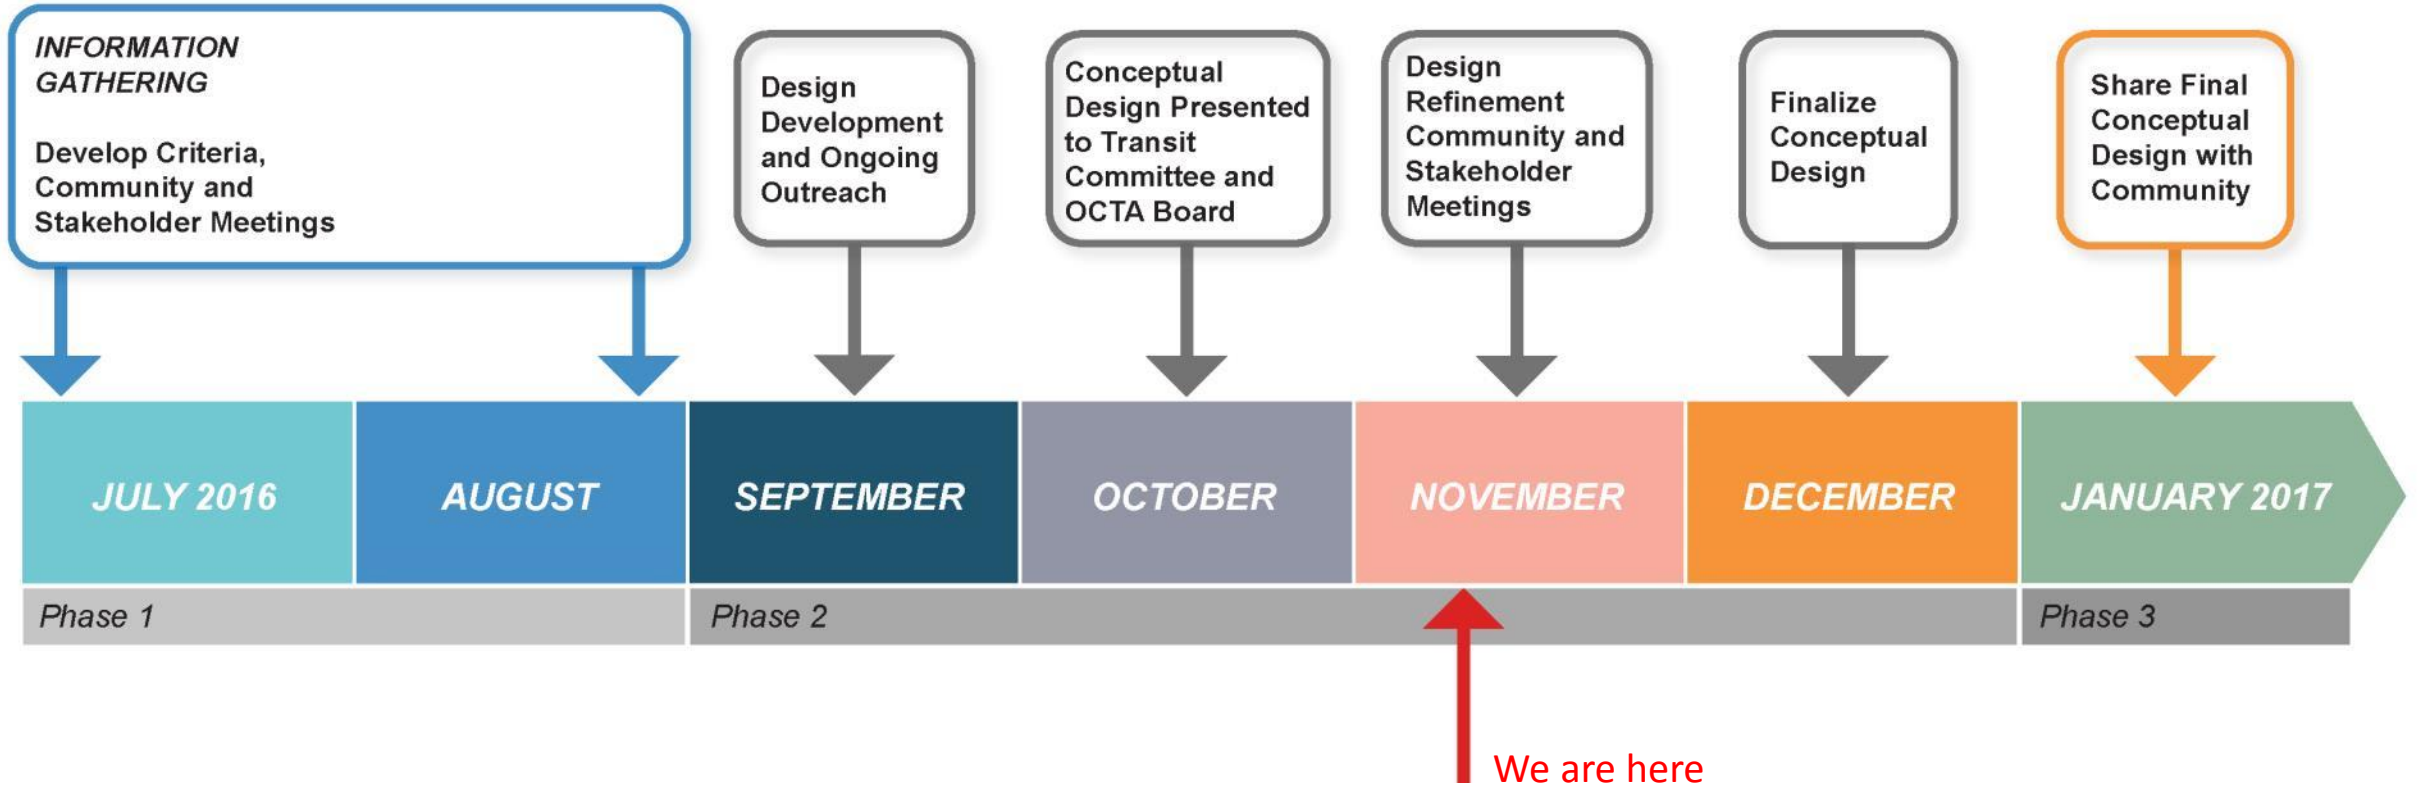 INFORMATION
GATHERING
Develop Criteria,
Community and
Stakeholder Meetings
Design
Development
and Ongoing
Outreach
Conceptual
Design Presented
to Transit
Committee and
OCTA Board
Design
Refinement
Community and
Stakeholder
Meetings
Finalize
Conceptual
Design
Share Final
Conceptual
Design with
Community
JULY 2016
AUGUST
SEPTEMBER
OCTOBER
NOVEMBER
DECEMBER
JANUARY 2017
Phase 1
Phase 2
Phase 3
We are here